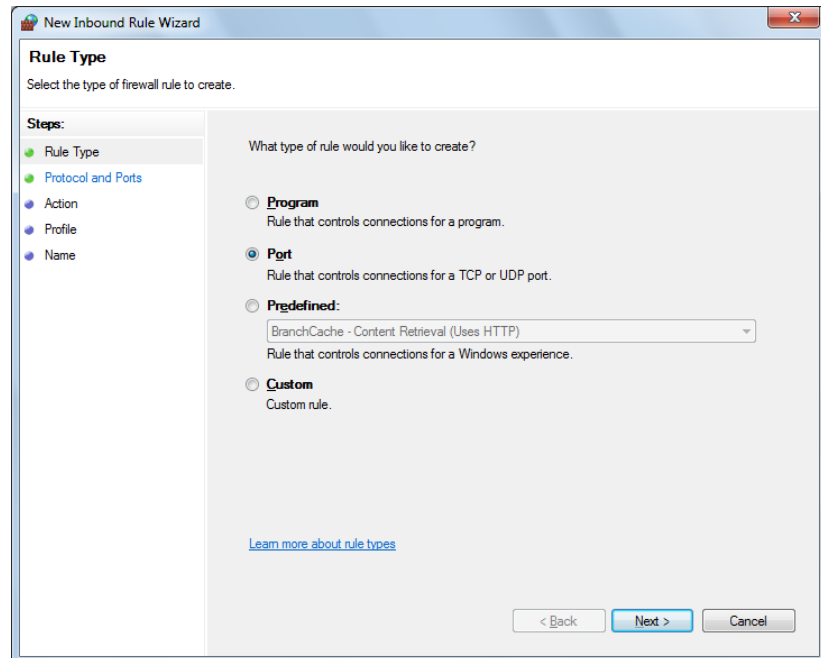 New Inbound Rule Wizard
Rule Type
Select the type of firewall rule to create.
Steps:
Rule Type
Protocol and Ports
Action
Profile
Name
What type of rule would you like to create?
Program
Rule that controls connections for a program.
Port
Rule that controls connections for a TCP or UDP port.
Predefined:
BranchCache - Content Retrieval (Uses HTTP)
Rule that controls connections for a Windows experience.
Custom
Custom rule.
Learn more about rule types
< Back Next > Cancel